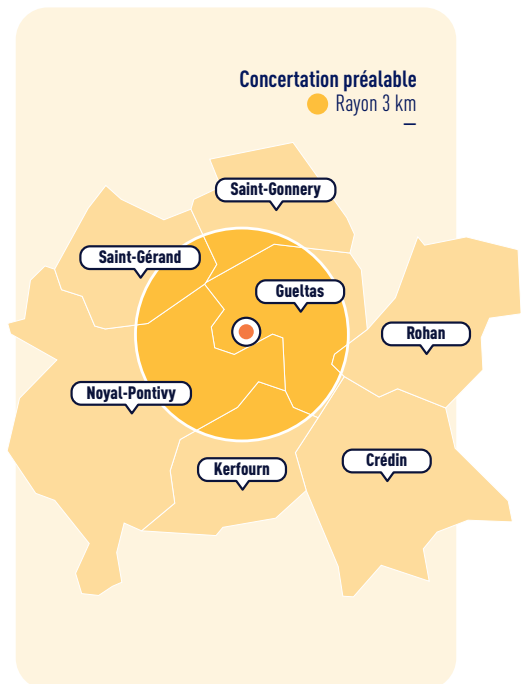 Concertation préalable
Rayon 3 km
Saint-Gonnery
Saint-Gérand
Gueltas
Rohan
Noyal-Pontivy
Kerfourn
Crédin